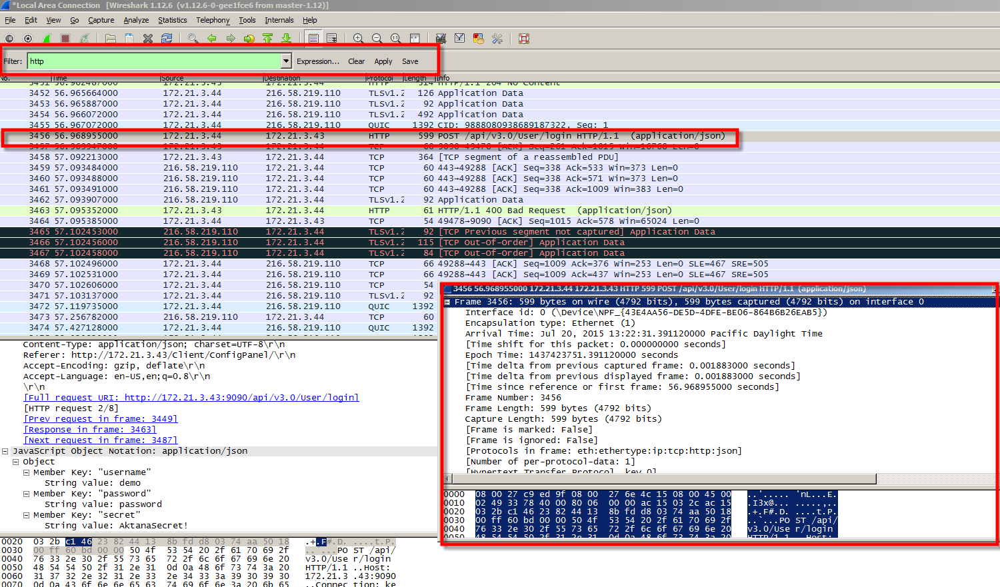 *Local Area Connection   [Wireshark 1.12.6  (v1.12.6-0-gee1fce6 from master-1.12)]
File Edit View Go Capture Analyze Statistics Telephony Tools Internals Help
Filter: http Expression... Clear Apply Save
No. Time Source Destination Protocol Length Info
3451 56.962487000 172.21.3.43 172.21.3.44 HTTP 314 HTTP/1.1 204 No Content
3452 56.965664000 172.21.3.44 216.58.219.110 TLSv1.2 126 Application Data
3453 56.965887000 172.21.3.44 216.58.219.110 TLSv1.2 92 Application Data
3454 56.966072000 172.21.3.44 216.58.219.110 TLSv1.2 492 Application Data
3455 56.967072000 172.21.3.44 216.58.219.110 QUIC 1392 CID: 9888080938689187322, Seq: 1
3456 56.968955000 172.21.3.44 172.21.3.43 HTTP 599 POST /api/v3.0/User/login HTTP/1.1  (application/json)
3457 56.969947000 172.21.3.43 172.21.3.44 TCP 60 9090→49478 [ACK] Seq=261 Ack=1015 Win=16768 Len=0
3458 57.092213000 172.21.3.43 172.21.3.44 TCP 364 [TCP segment of a reassembled PDU]
3459 57.093484000 216.58.219.110 172.21.3.44 TCP 60 443→49288 [ACK] Seq=338 Ack=533 Win=373 Len=0
3460 57.093488000 216.58.219.110 172.21.3.44 TCP 60 443→49288 [ACK] Seq=338 Ack=571 Win=373 Len=0
3461 57.093491000 216.58.219.110 172.21.3.44 TCP 60 443→49288 [ACK] Seq=338 Ack=1009 Win=383 Len=0
3462 57.093907000 216.58.219.110 172.21.3.44 TLSv1.2 92 Application Data
3463 57.095352000 172.21.3.43 172.21.3.44 HTTP 61 HTTP/1.1 400 Bad Request  (application/json)
3464 57.095385000 172.21.3.44 172.21.3.43 TCP 54 49478→9090 [ACK] Seq=1015 Ack=578 Win=65024 Len=0
3465 57.102453000 216.58.219.110 172.21.3.44 TLSv1.2 92 [TCP Previous segment not captured] Application Data
3466 57.102456000 216.58.219.110 172.21.3.44 TLSv1.2 115 [TCP Out-Of-Order] Application Data
3467 57.102458000 216.58.219.110 172.21.3.44 TLSv1.2 84 [TCP Out-Of-Order] Application Data
3468 57.102496000 172.21.3.44 216.58.219.110 TCP 66 49288→443 [ACK] Seq=1009 Ack=376 Win=253 Len=0 SLE=467 SRE=505
3469 57.102531000 172.21.3.44 216.58.219.110 TCP 66 49288→443 [ACK] Seq=1009 Ack=437 Win=253 Len=0 SLE=467 SRE=505
3470 57.102606000 172.21.3.44 216.58.219.110 TCP 54
3471 57.103137000 172.21.3.44 216.58.219.110 TLSv1.2 92
3472 57.119735000 172.21.3.44 216.58.219.110 QUIC 1392
3473 57.256782000 216.58.219.110 172.21.3.44 TCP 60
3474 57.427128000 172.21.3.44 216.58.219.110 QUIC 1392
Content-Type: application/json; charset=UTF-8\r\n
Referer: http://172.21.3.43/Client/ConfigPanel/\r\n
Accept-Encoding: gzip, deflate\r\n
Accept-Language: en-US,en;q=0.8\r\n
\r\n
[Full request URI: http://172.21.3.43:9090/api/v3.0/User/login]
[HTTP request 2/8]
[Prev request in frame: 3449]
[Response in frame: 3463]
[Next request in frame: 3487]
JavaScript Object Notation: application/json
Object
Member Key: "username"
String value: demo
Member Key: "password"
String value: password
Member Key: "secret"
String value: AktanaSecret!
0020  03 2b c1 46 23 82 44 13  8b fd d8 03 74 aa 50 18   .+.F#.D. ....t.P.
0030  00 ff 60 bd 00 00 50 4f  53 54 20 2f 61 70 69 2f   ..`...PO ST /api/
0040  76 33 2e 30 2f 55 73 65  72 2f 6c 6f 67 69 6e 20   v3.0/Use r/login
0050  48 54 54 50 2f 31 2e 31  0d 0a 48 6f 73 74 3a 20   HTTP/1.1 ..Host:
0060  31 37 32 2e 32 31 2e 33  2e 34 33 3a 39 30 39 30   172.21.3 .43:9090
0070  0d 0a 43 6f 6e 6e 65 63  74 69 6f 6e 3a 20 6b 65   ..Connec tion: ke
3456 56.968955000 172.21.3.44 172.21.3.43 HTTP 599 POST /api/v3.0/User/login HTTP/1.1  (application/json)
Frame 3456: 599 bytes on wire (4792 bits), 599 bytes captured (4792 bits) on interface 0
Interface id: 0 (\Device\NPF_{43E4AA56-DE5D-4DFE-BE06-864B6B26EAB5})
Encapsulation type: Ethernet (1)
Arrival Time: Jul 20, 2015 13:22:31.391120000 Pacific Daylight Time
[Time shift for this packet: 0.000000000 seconds]
Epoch Time: 1437423751.391120000 seconds
[Time delta from previous captured frame: 0.001883000 seconds]
[Time delta from previous displayed frame: 0.001883000 seconds]
[Time since reference or first frame: 56.968955000 seconds]
Frame Number: 3456
Frame Length: 599 bytes (4792 bits)
Capture Length: 599 bytes (4792 bits)
[Frame is marked: False]
[Frame is ignored: False]
[Protocols in frame: eth:ethertype:ip:tcp:http:json]
[Number of per-protocol-data: 1]
[Hypertext Transfer Protocol, key 0]
0000  08 00 27 c9 ed 9f 08 00  27 6e 4c 15 08 00 45 00   ..'..... 'nL...E.
0010  02 49 33 78 40 00 80 06  00 00 ac 15 03 2c ac 15   .I3x@... .....,..
0020  03 2b c1 46 23 82 44 13  8b fd d8 03 74 aa 50 18   .+.F#.D. ....t.P.
0030  00 ff 60 bd 00 00 50 4f  53 54 20 2f 61 70 69 2f   ..`...PO ST /api/
0040  76 33 2e 30 2f 55 73 65  72 2f 6c 6f 67 69 6e 20   v3.0/Use r/login
0050  48 54 54 50 2f 31 2e 31  0d 0a 48 6f 73 74 3a 20   HTTP/1.1 ..Host: